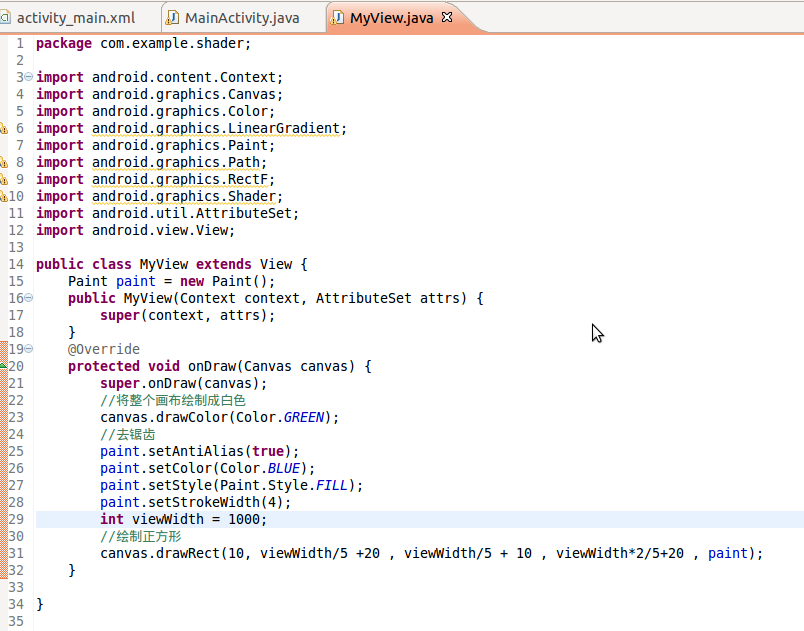 activity_main.xml MainActivity.java MyView.java
1 package com.example.shader;
2
3 import android.content.Context;
4 import android.graphics.Canvas;
5 import android.graphics.Color;
6 import android.graphics.LinearGradient;
7 import android.graphics.Paint;
8 import android.graphics.Path;
9 import android.graphics.RectF;
10 import android.graphics.Shader;
11 import android.util.AttributeSet;
12 import android.view.View;
13
14 public class MyView extends View {
15     Paint paint = new Paint();
16     public MyView(Context context, AttributeSet attrs) {
17         super(context, attrs);
18     }
19     @Override
20     protected void onDraw(Canvas canvas) {
21         super.onDraw(canvas);
22         //将整个画布绘制成白色
23         canvas.drawColor(Color.GREEN);
24         //去锯齿
25         paint.setAntiAlias(true);
26         paint.setColor(Color.BLUE);
27         paint.setStyle(Paint.Style.FILL);
28         paint.setStrokeWidth(4);
29         int viewWidth = 1000;
30         //绘制正方形
31         canvas.drawRect(10, viewWidth/5 +20 , viewWidth/5 + 10 , viewWidth*2/5+20 , paint);
32     }
33
34 }
35